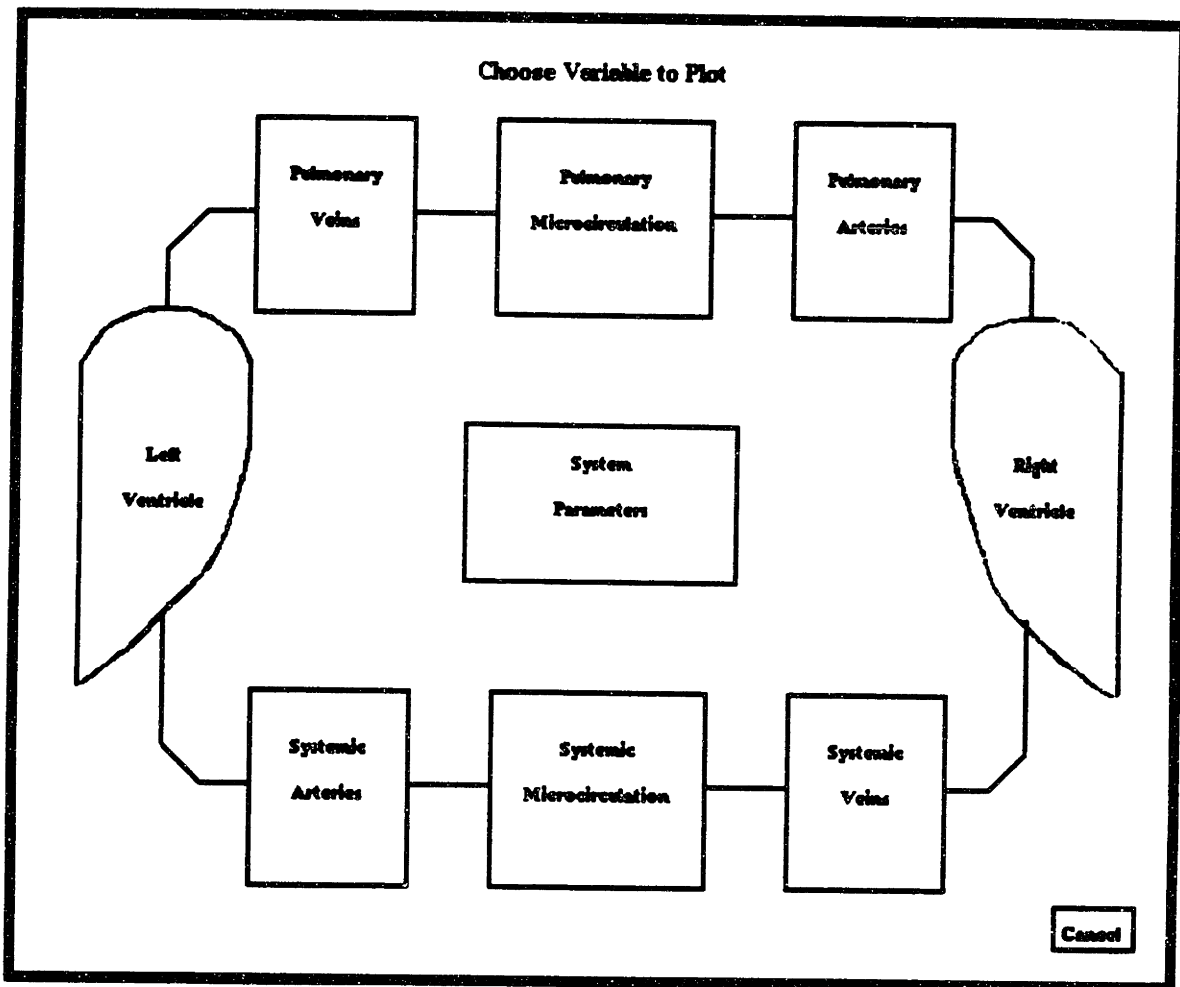 Choose Variable to Plot
Pulmonary
Veins
Pulmonary
Microcirculation
Pulmonary
Arteries
Left
Ventricle
System
Parameters
Right
Ventricle
Systemic
Arteries
Systemic
Microcirculation
Systemic
Veins
Cancel